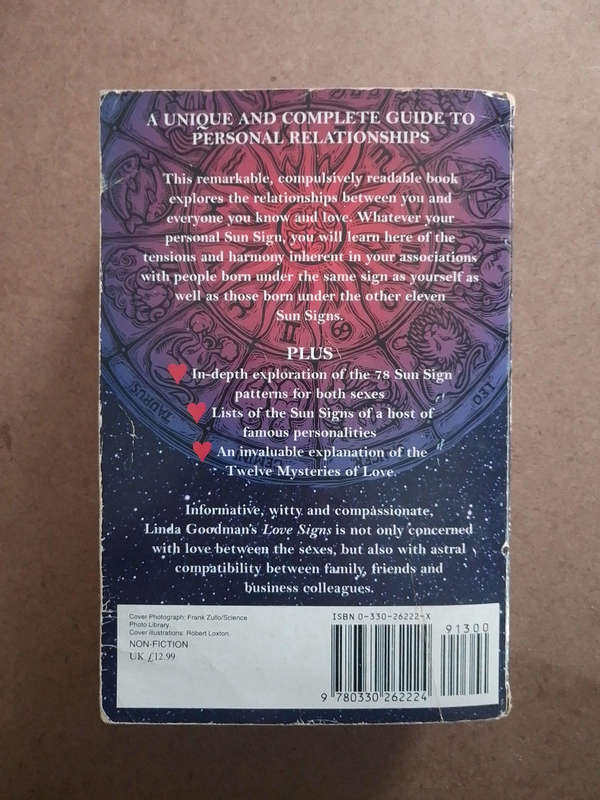 A UNIQUE AND COMPLETE GUIDE TO
PERSONAL RELATIONSHIPS
This remarkable, compulsively readable book
explores the relationships between you and
everyone you know and love. Whatever your
personal Sun Sign, you will learn here of the
tensions and harmony inherent in your associations
with people born under the same sign as yourself as
well as those born under the other eleven
Sun Signs.
PLUS
In-depth exploration of the 78 Sun Sign
patterns for both sexes
Lists of the Sun Signs of a host of
famous personalities
An invaluable explanation of the
Twelve Mysteries of Love.
TAURUS
GEMINI
LEO
Informative, witty and compassionate,
Linda Goodman's Love Signs is not only concerned
with love between the sexes, but also with astral
compatibility between family, friends and
business colleagues.
Cover Photograph: Frank Zullo/Science
Photo Library.
Cover illustrations: Robert Loxton.
NON-FICTION
UK £12.99
ISBN 0-330-26222-X
91300
9 780330 262224